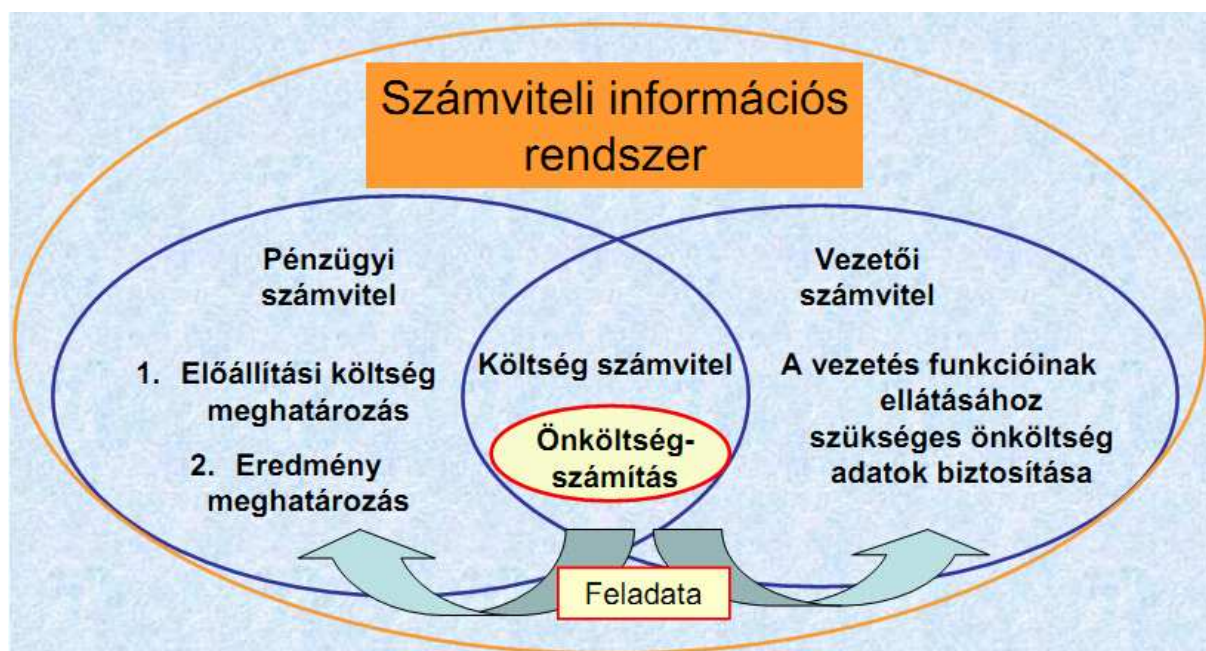 Számviteli információs
rendszer
Pénzügyi
számvitel
1. Előállítási költség
meghatározás
2. Eredmény
meghatározás
Költség számvitel
Önköltség-
számítás
Vezetői
számvitel
A vezetés funkcióinak
ellátásához
szükséges önköltség
adatok biztosítása
Feladata